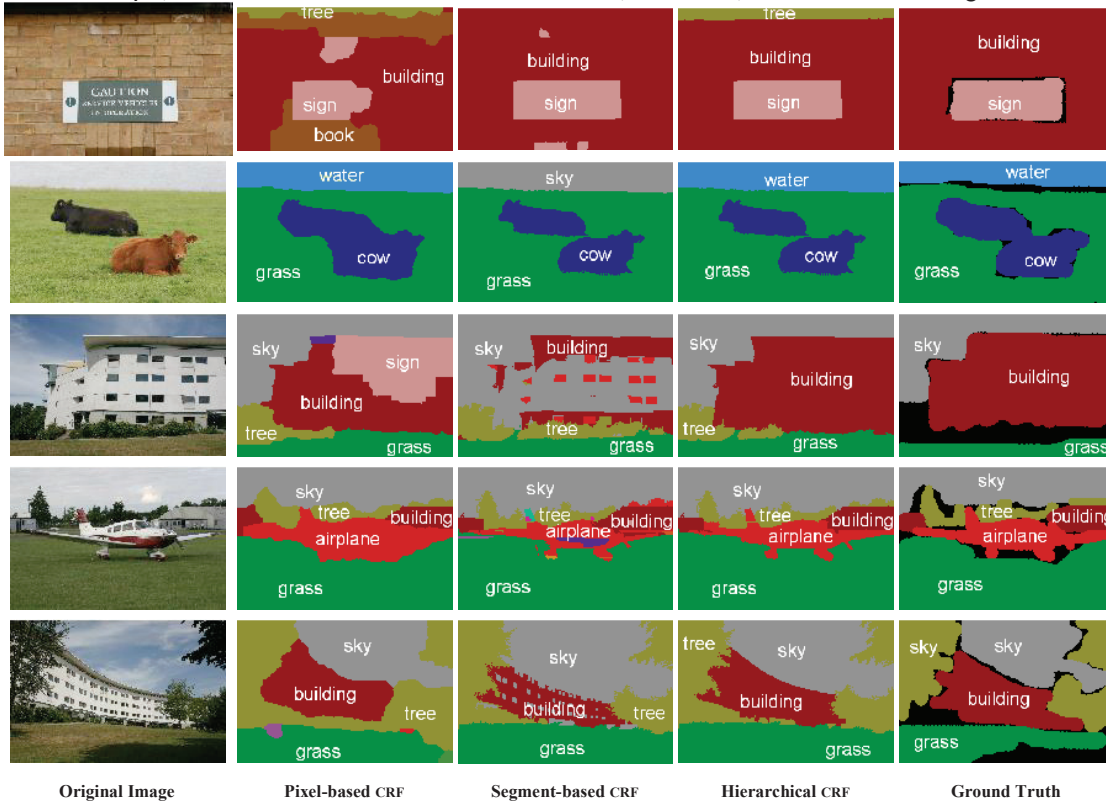 tree
building
sign
book
building
sign
tree
building
sign
building
sign
CAUTION
IN OPERATION
water
cow
grass
sky
cow
grass
water
cow
grass
water
cow
grass
sky
sign
building
tree
grass
building
sky
tree
grass
sky
building
tree
grass
sky
building
grass
sky
tree
building
airplane
grass
sky
tree
building
airplane
grass
sky
tree
building
airplane
grass
sky
tree
building
airplane
grass
sky
building
tree
grass
sky
building
tree
grass
tree
sky
building
grass
sky
sky
building
grass
Original Image
Pixel-based CRF
Segment-based CRF
Hierarchical CRF
Ground Truth